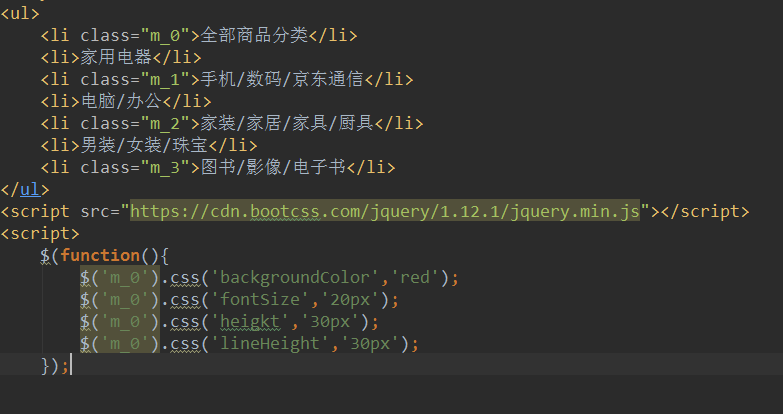 <ul>
<li class="m_0">全部商品分类</li>
<li>家用电器</li>
<li class="m_1">手机/数码/京东通信</li>
<li>电脑/办公</li>
<li class="m_2">家装/家居/家具/厨具</li>
<li>男装/女装/珠宝</li>
<li class="m_3">图书/影像/电子书</li>
</ul>
<script src="https://cdn.bootcss.com/jquery/1.12.1/jquery.min.js"></script>
<script>
$(function(){
$('m_0').css('backgroundColor','red');
$('m_0').css('fontSize','20px');
$('m_0').css('heigkt','30px');
$('m_0').css('lineHeight','30px');
});